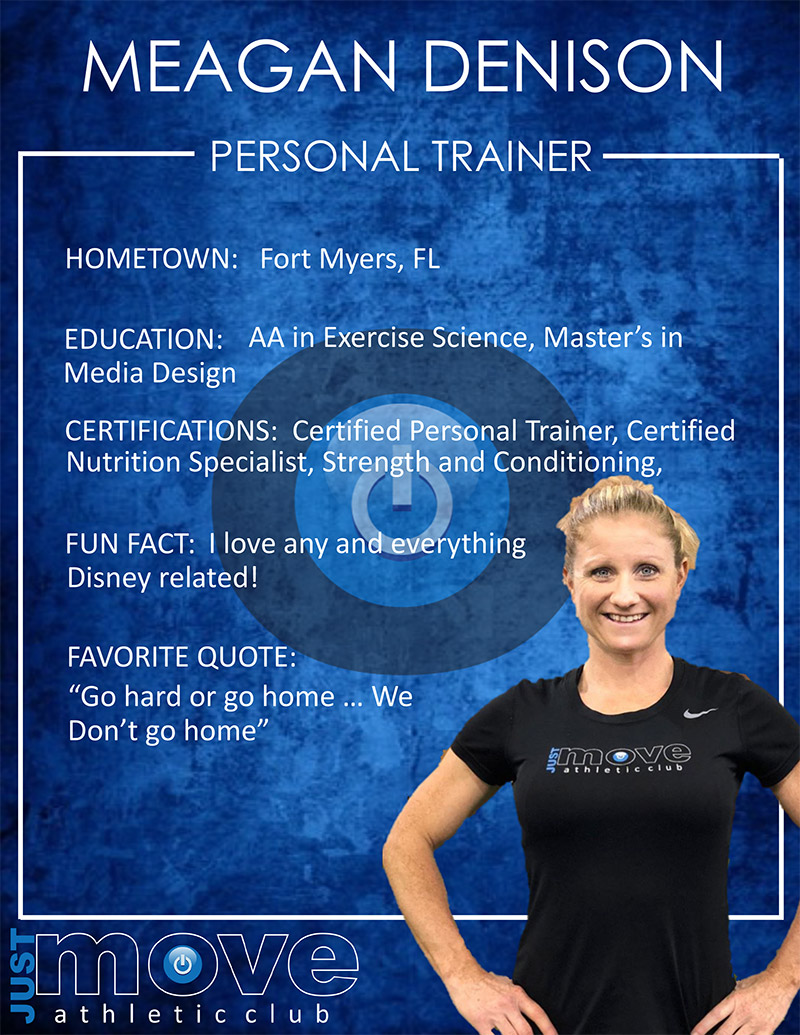 MEAGAN DENISON
PERSONAL TRAINER
HOMETOWN: Fort Myers, FL
EDUCATION: AA in Exercise Science, Master’s in
Media Design
CERTIFICATIONS: Certified Personal Trainer, Certified
Nutrition Specialist, Strength and Conditioning,
FUN FACT: I love any and everything
Disney related!
FAVORITE QUOTE:
“Go hard or go home ... We
Don’t go home”
JUST move
athletic club
JUST move
athletic club